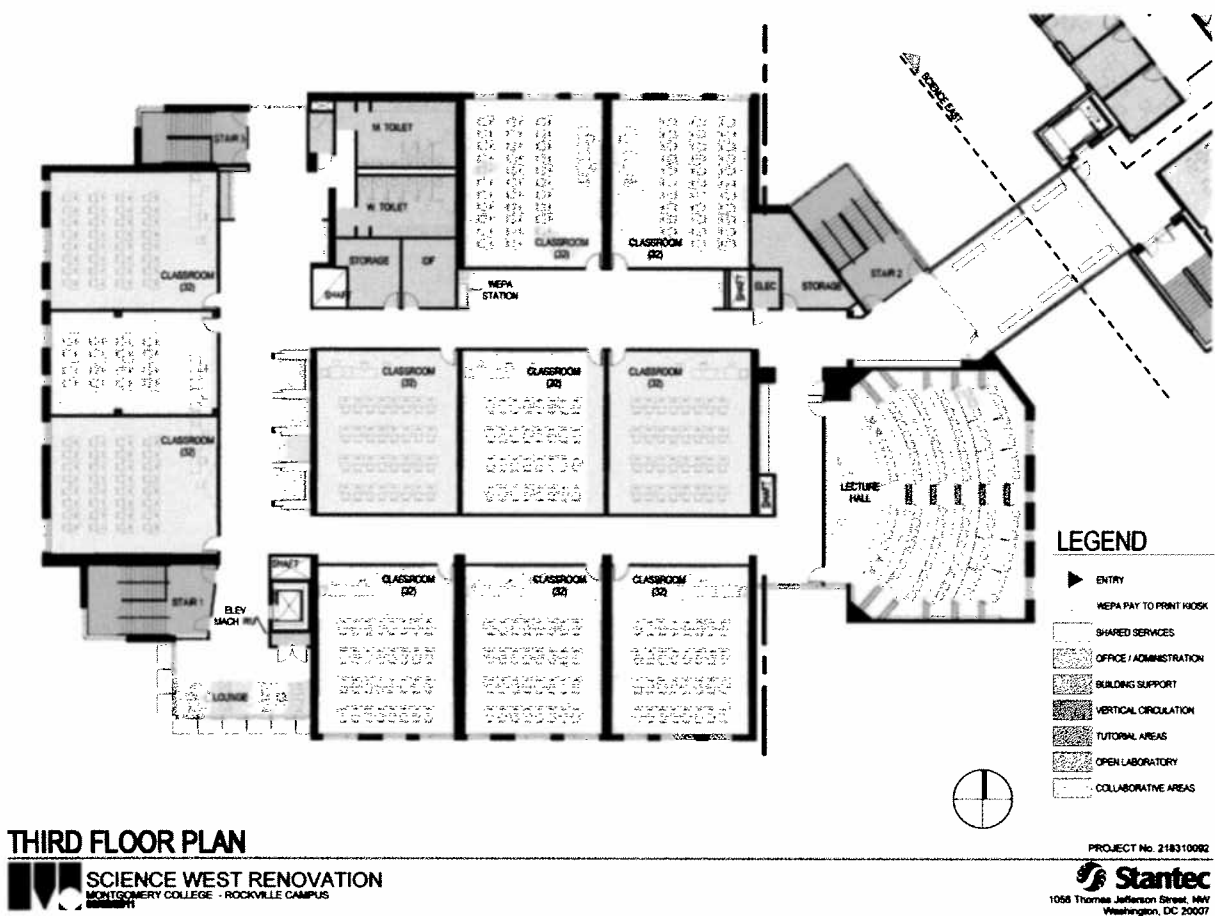 SCIENCE EAST
STAIR 3
M. TOILET
W. TOILET
CLASSROOM
(32)
CLASSROOM
(32)
CLASSROOM
(32)
STORAGE
IDF
SHAFT
WEPA
STATION
SHAFT
ELEC
STORAGE
STAIR 2
CLASSROOM
(32)
CLASSROOM
(32)
CLASSROOM
(32)
CLASSROOM
(32)
LECTURE
HALL
SHAFT
SHAFT
STAIR 1
ELEV
MACH
CLASSROOM
(32)
CLASSROOM
(32)
CLASSROOM
(32)
LOUNGE
LEGEND
ENTRY
WEPA PAY TO PRINT KIOSK
SHARED SERVICES
OFFICE / ADMINISTRATION
BUILDING SUPPORT
VERTICAL CIRCULATION
TUTORIAL AREAS
OPEN LABORATORY
COLLABORATIVE AREAS
THIRD FLOOR PLAN
PROJECT No. 218310092
SCIENCE WEST RENOVATION
MONTGOMERY COLLEGE - ROCKVILLE CAMPUS
Stantec
1056 Thomas Jefferson Street, NW
Washington, DC 20007